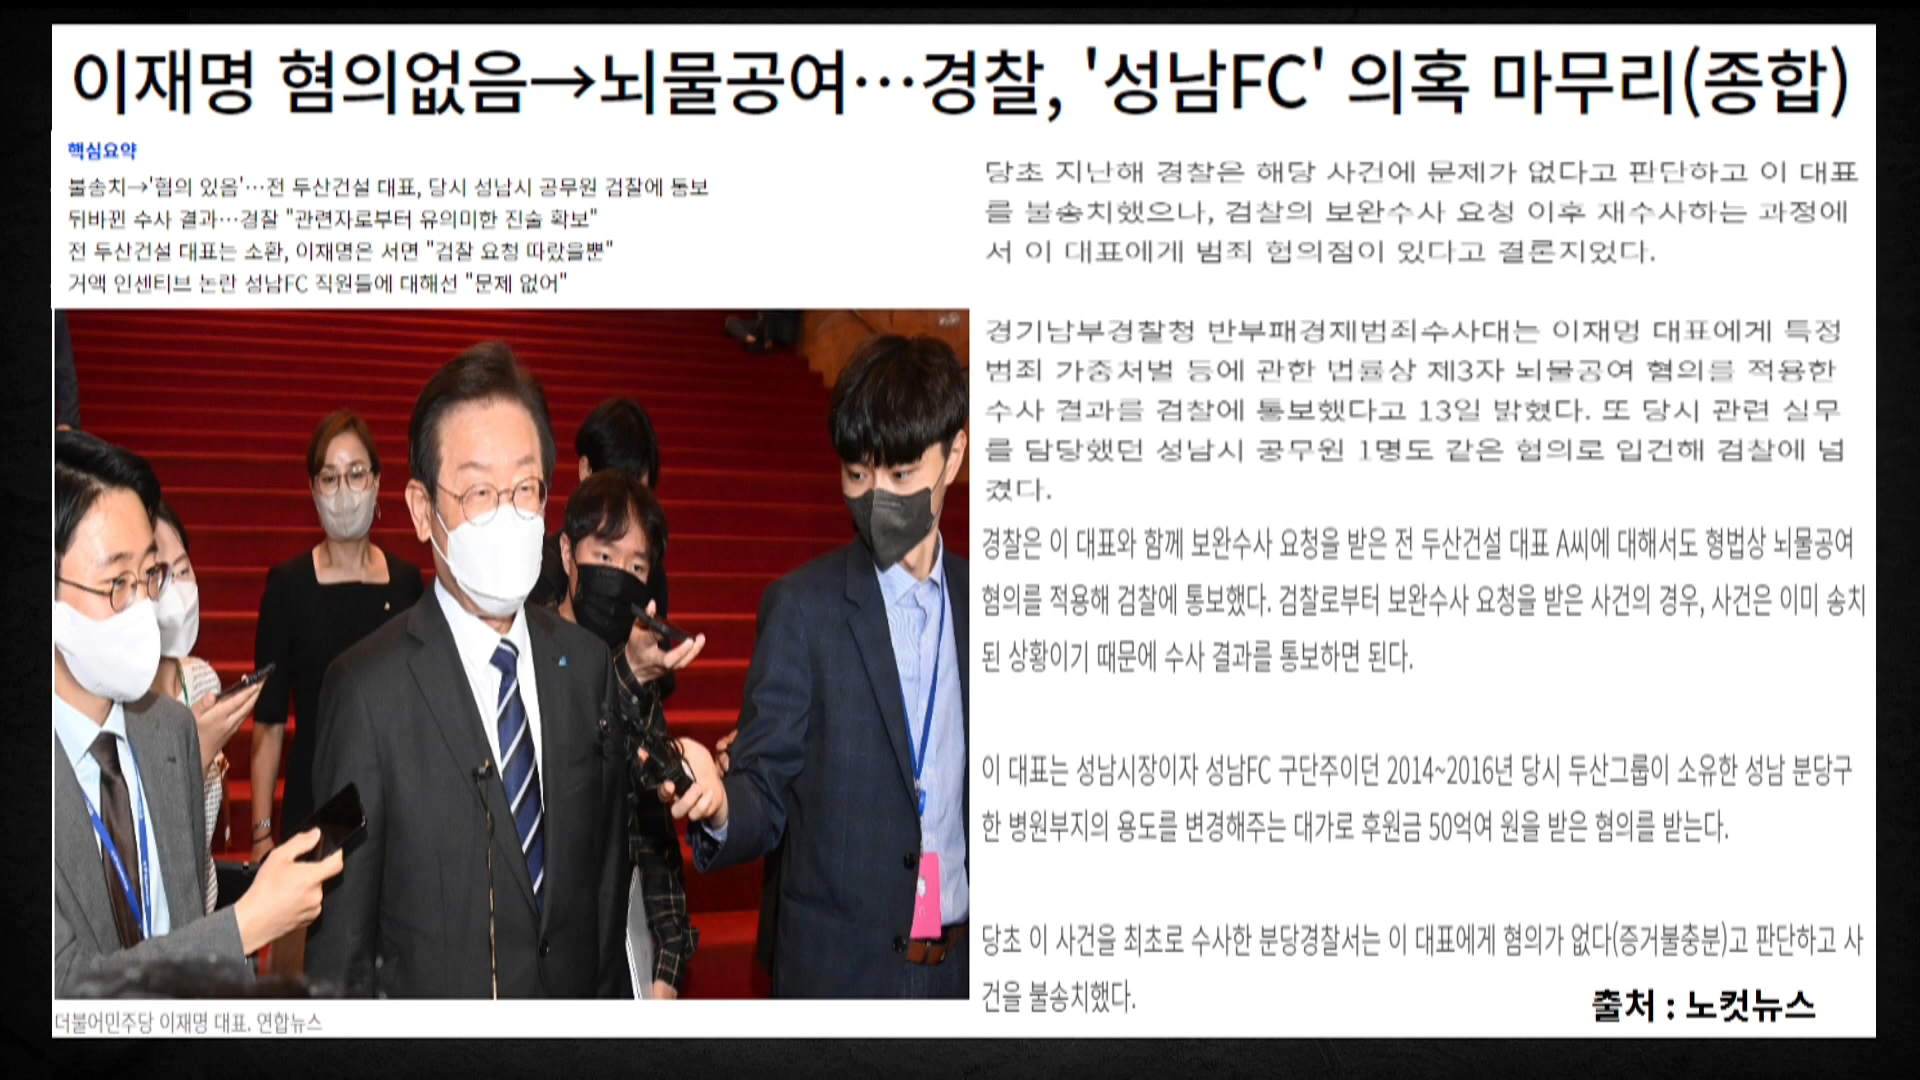 이재명 혐의없음→뇌물공여…경찰, '성남FC' 의혹 마무리(종합)
핵심요약
불송치→'혐의 있음'…전 두산건설 대표, 당시 성남시 공무원 검찰에 통보
뒤바뀐 수사 결과…경찰 "관련자로부터 유의미한 진술 확보"
전 두산건설 대표는 소환, 이재명은 서면 "검찰 요청 따랐을뿐"
거액 인센티브 논란 성남FC 직원들에 대해선 "문제 없어"
더불어민주당 이재명 대표. 연합뉴스
당초 지난해 경찰은 해당 사건에 문제가 없다고 판단하고 이 대표
를 불송치했으나, 검찰의 보완수사 요청 이후 재수사하는 과정에
서 이 대표에게 범죄 혐의점이 있다고 결론지었다.
경기남부경찰청 반부패경제범죄수사대는 이재명 대표에게 특정
범죄 가중처벌 등에 관한 법률상 제3자 뇌물공여 혐의를 적용한
수사 결과를 검찰에 통보했다고 13일 밝혔다. 또 당시 관련 실무
를 담당했던 성남시 공무원 1명도 같은 혐의로 입건해 검찰에 넘
겼다.
경찰은 이 대표와 함께 보완수사 요청을 받은 전 두산건설 대표 A씨에 대해서도 형법상 뇌물공여
혐의를 적용해 검찰에 통보했다. 검찰로부터 보완수사 요청을 받은 사건의 경우, 사건은 이미 송치
된 상황이기 때문에 수사 결과를 통보하면 된다.
이 대표는 성남시장이자 성남FC 구단주이던 2014~2016년 당시 두산그룹이 소유한 성남 분당구
한 병원부지의 용도를 변경해주는 대가로 후원금 50억여 원을 받은 혐의를 받는다.
당초 이 사건을 최초로 수사한 분당경찰서는 이 대표에게 혐의가 없다(증거불충분)고 판단하고 사
건을 불송치했다.
출처 : 노컷뉴스